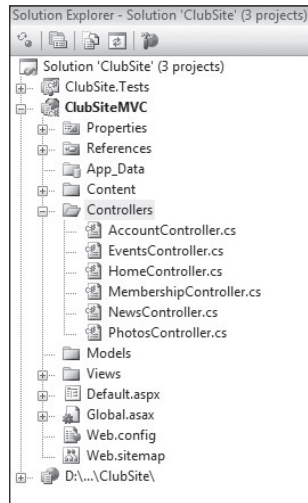 Solution Explorer - Solution 'ClubSite' (3 projects)
Solution 'ClubSite' (3 projects)
ClubSite.Tests
ClubSiteMVC
Properties
References
App_Data
Content
Controllers
AccountController.cs
EventsController.cs
HomeController.cs
MembershipController.cs
NewsController.cs
PhotosController.cs
Models
Views
Default.aspx
Global.asax
Web.config
Web.sitemap
D:\...\ClubSite\